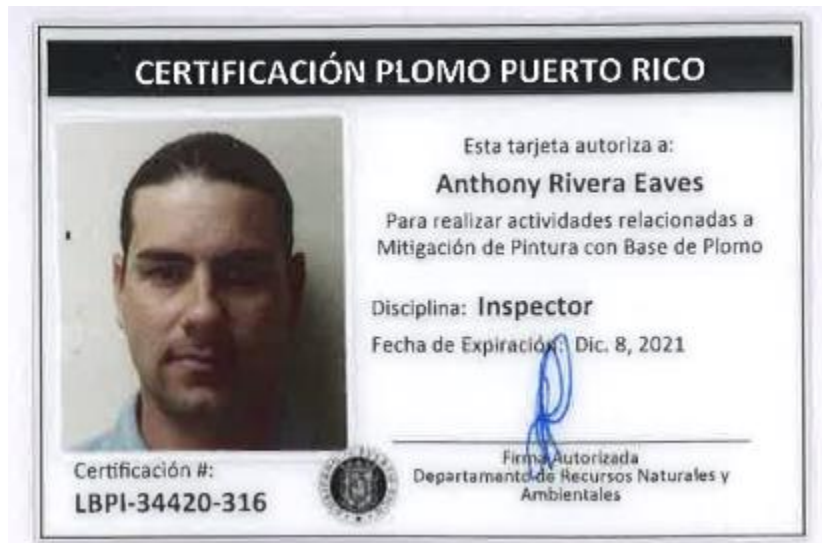 CERTIFICACIÓN PLOMO PUERTO RICO
Esta tarjeta autoriza a:
Anthony Rivera Eaves
Para realizar actividades relacionadas a
Mitigación de Pintura con Base de Plomo
Disciplina: Inspector
Fecha de Expiración: Dic. 8, 2021
Firma Autorizada
Departamento de Recursos Naturales y
Ambientales
Certificación #:
LBPI-34420-316